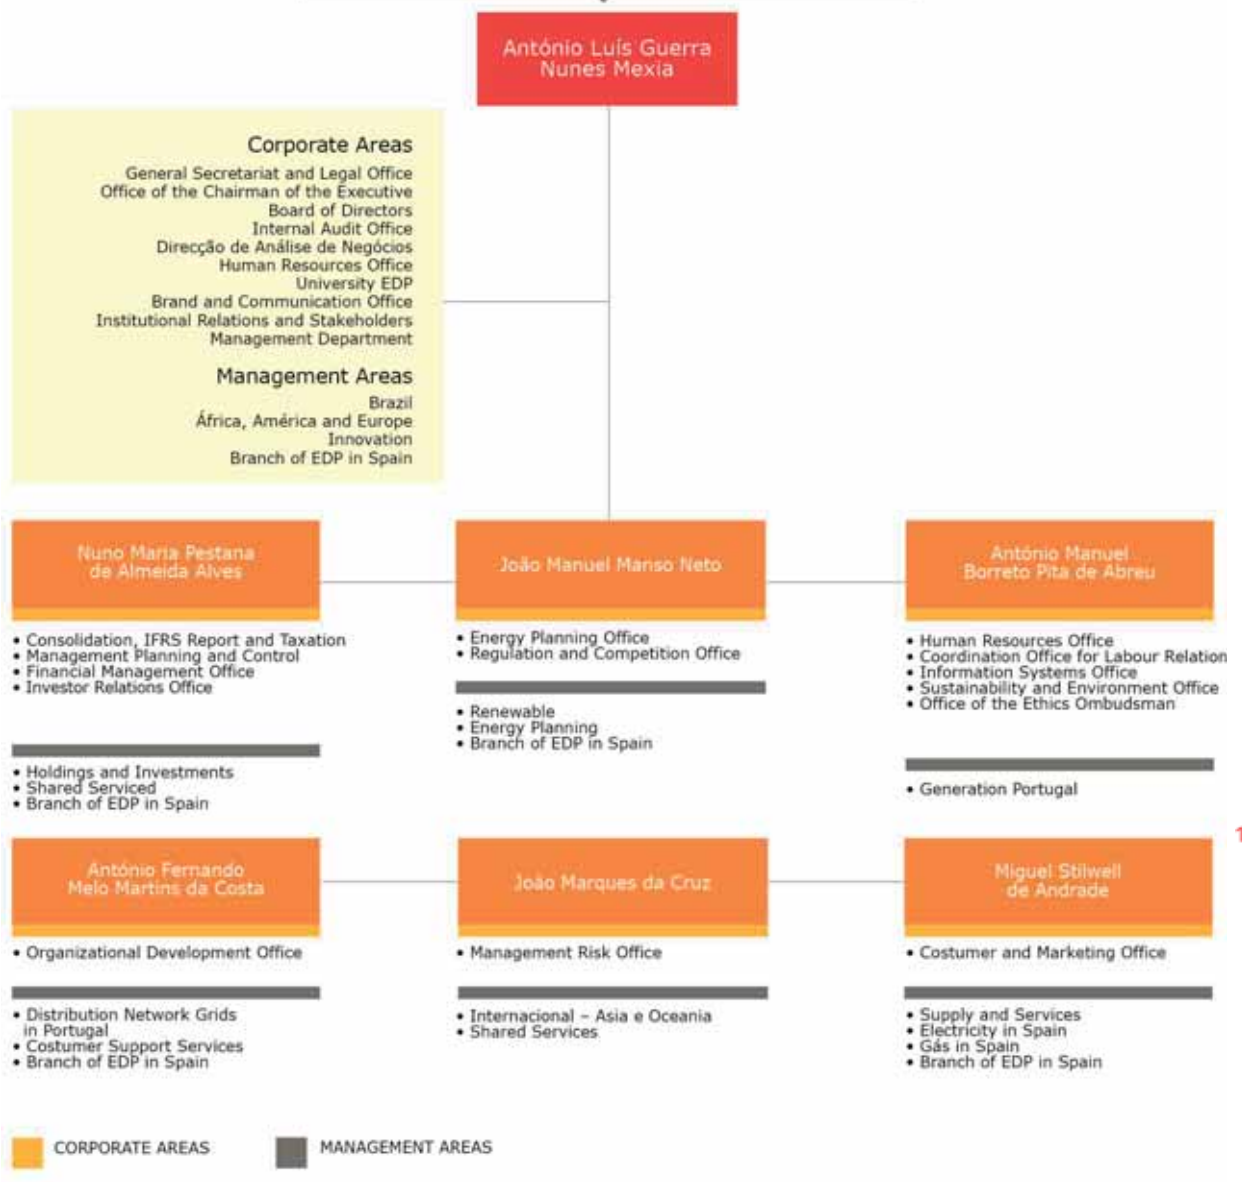 António Luís Guerra
Nunes Mexia
Corporate Areas
General Secretariat and Legal Office
Office of the Chairman of the Executive
Board of Directors
Internal Audit Office
Direcção de Análise de Negócios
Human Resources Office
University EDP
Brand and Communication Office
Institutional Relations and Stakeholders
Management Department
Management Areas
Brazil
África, América and Europe
Innovation
Branch of EDP in Spain
Nuno Maria Pestana
de Almeida Alves
• Consolidation, IFRS Report and Taxation
• Management Planning and Control
• Financial Management Office
• Investor Relations Office
• Holdings and Investments
• Shared Serviced
• Branch of EDP in Spain
João Manuel Manso Neto
• Energy Planning Office
• Regulation and Competition Office
• Renewable
• Energy Planning
• Branch of EDP in Spain
António Manuel
Borreto Pita de Abreu
• Human Resources Office
• Coordination Office for Labour Relation
• Information Systems Office
• Sustainability and Environment Office
• Office of the Ethics Ombudsman
• Generation Portugal
1
António Fernando
Melo Martins da Costa
• Organizational Development Office
• Distribution Network Grids
in Portugal
• Costumer Support Services
• Branch of EDP in Spain
João Marques da Cruz
• Management Risk Office
• Internacional – Asia e Oceania
• Shared Services
Miguel Stilwell
de Andrade
• Costumer and Marketing Office
• Supply and Services
• Electricity in Spain
• Gás in Spain
• Branch of EDP in Spain
CORPORATE AREAS
MANAGEMENT AREAS